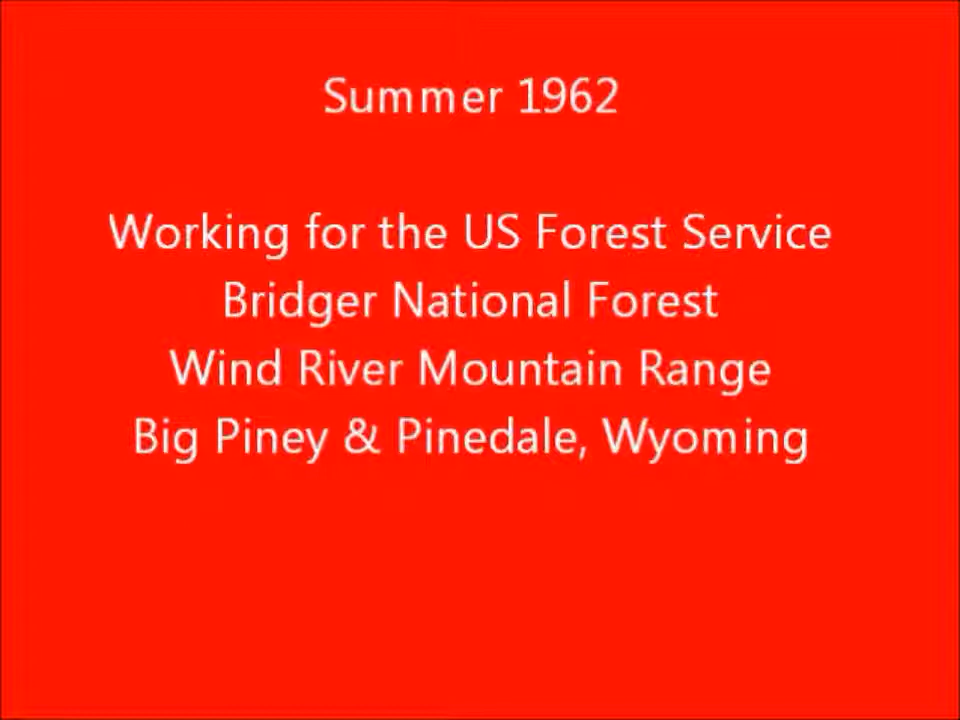 Summer 1962
Working for the US Forest Service
Bridger National Forest
Wind River Mountain Range
Big Piney & Pinedale, Wyoming